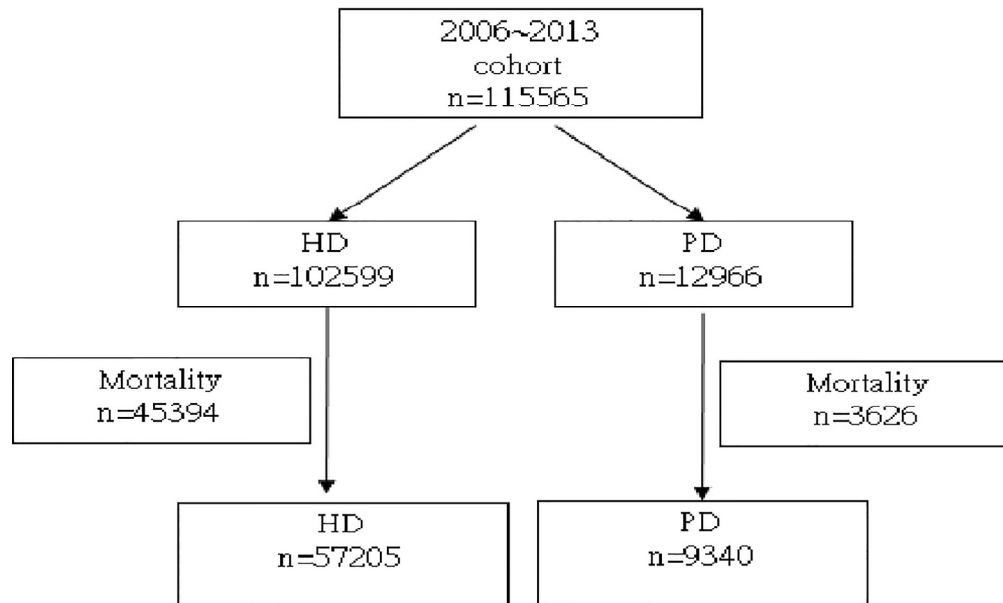 2006~2013
cohort
n=115565
HD
n=102599
PD
n=12966
Mortality
n=45394
Mortality
n=3626
HD
n=57205
PD
n=9340